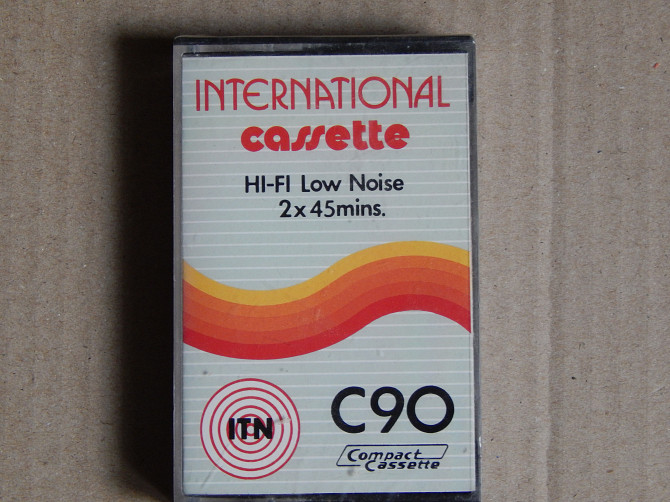 INTERNATIONAL
cassette
HI-FI Low Noise
2x45mins.
ITN
C90
Compact
Cassette